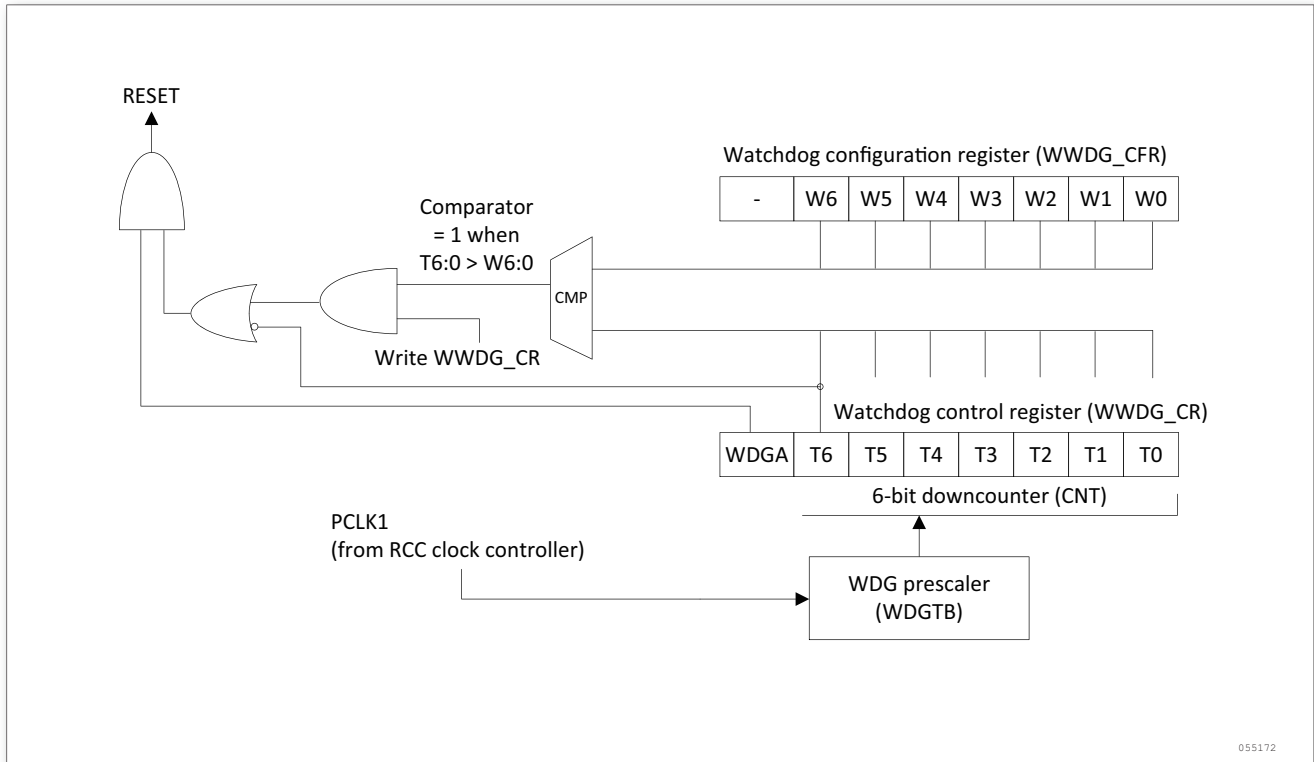 RESET
Watchdog configuration register (WWDG_CFR)
- W6 W5 W4 W3 W2 W1 W0
Comparator
= 1 when
T6:0 > W6:0
CMP
Write WWDG_CR
Watchdog control register (WWDG_CR)
WDGA T6 T5 T4 T3 T2 T1 T0
6-bit downcounter (CNT)
PCLK1
(from RCC clock controller)
WDG prescaler
(WDGTB)
055172